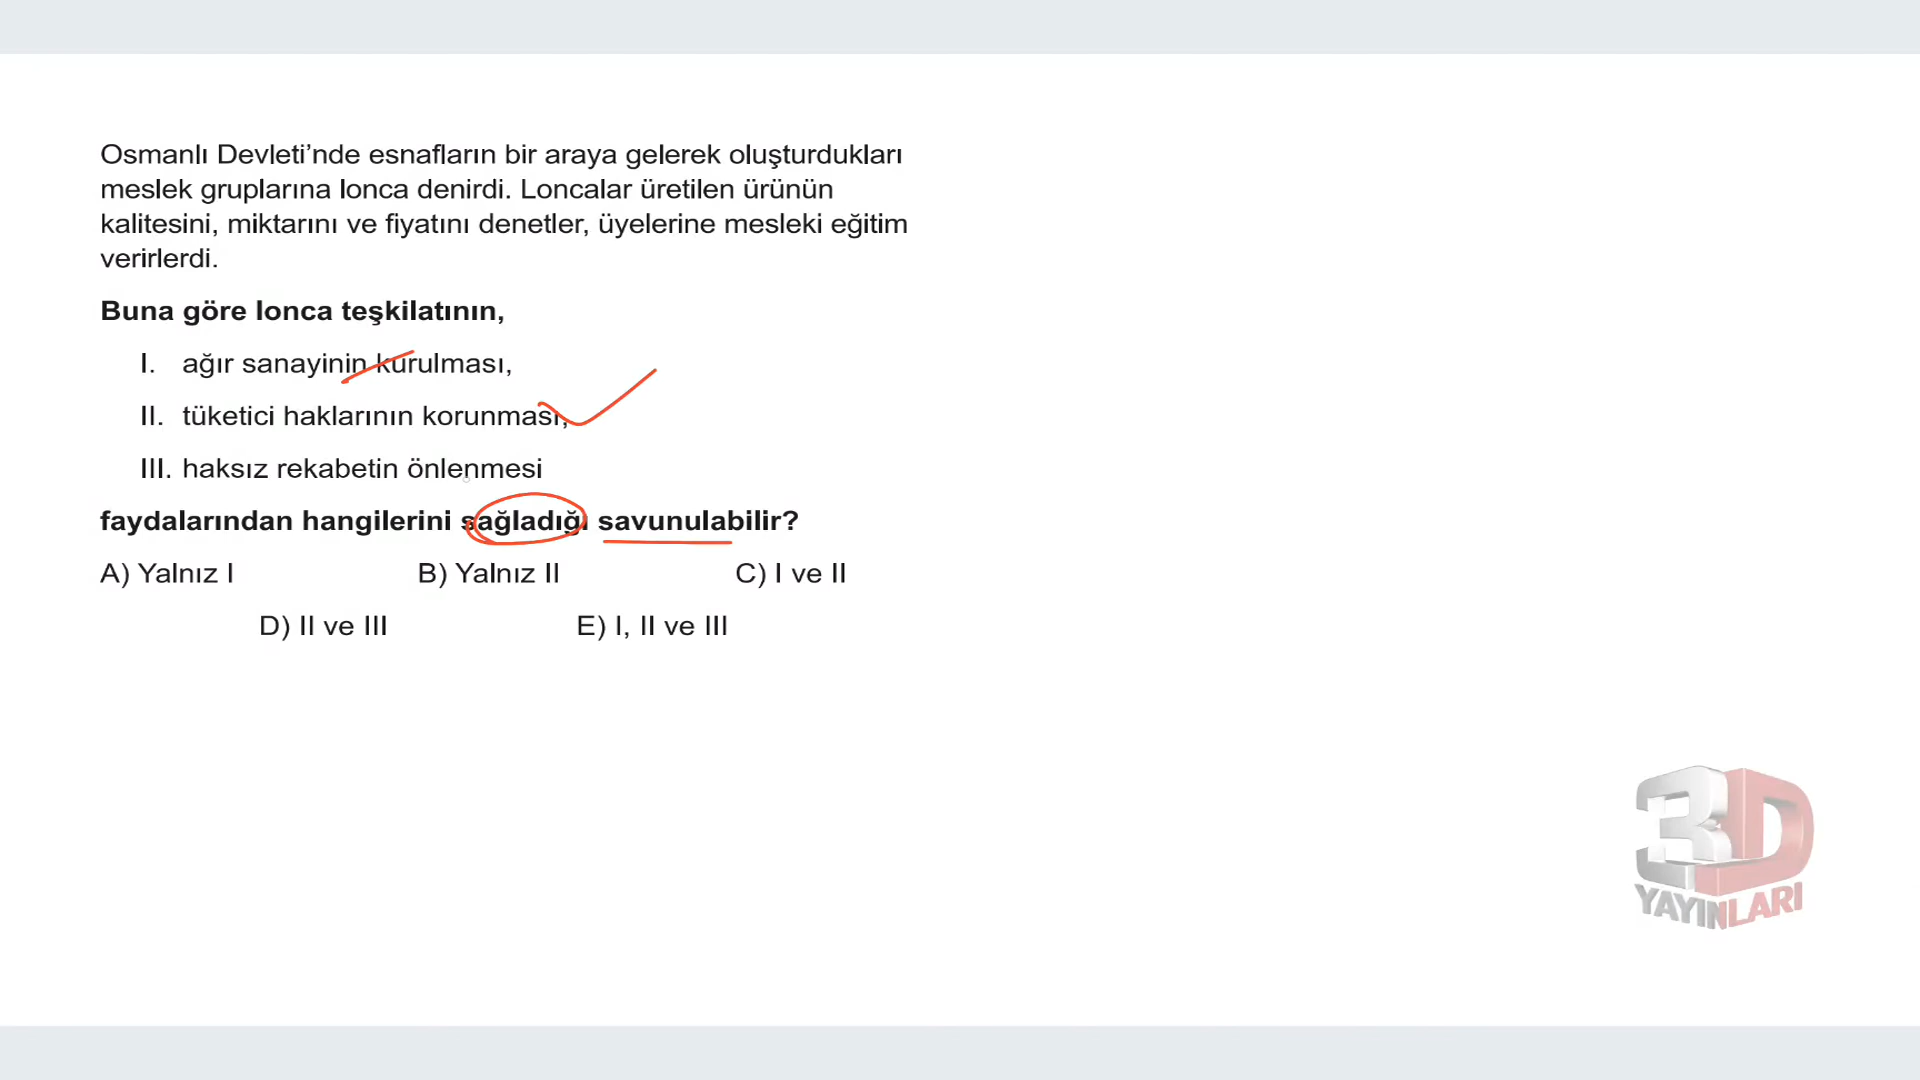 Osmanlı Devleti’nde esnafların bir araya gelerek oluşturdukları
meslek gruplarına lonca denirdi. Loncalar üretilen ürünün
kalitesini, miktarını ve fiyatını denetler, üyelerine mesleki eğitim
verirlerdi.
Buna göre lonca teşkilatının,
I. ağır sanayinin kurulması,
II. tüketici haklarının korunması,
III. haksız rekabetin önlenmesi
faydalarından hangilerini sağladığı savunulabilir?
A) Yalnız I B) Yalnız II C) I ve II
D) II ve III E) I, II ve III
3D
YAYINLARI